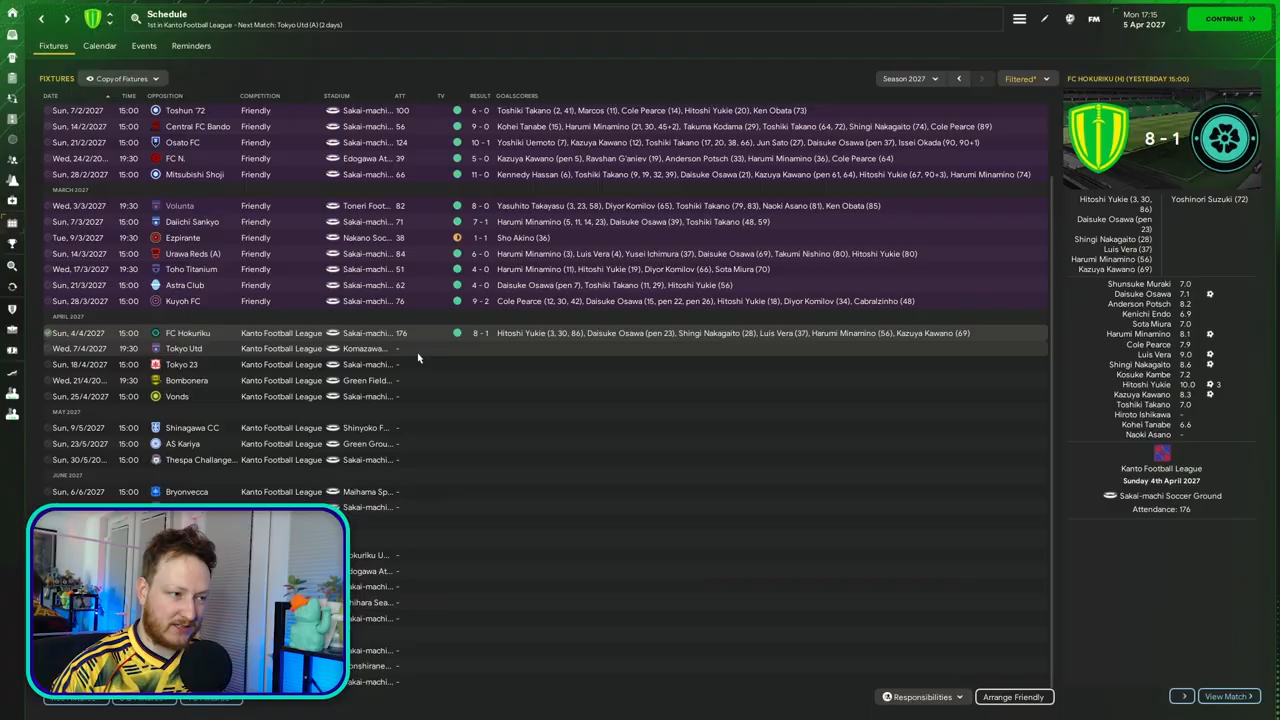 Schedule
1st in Kanto Football League - Next Match: Tokyo Utd (A) (2 days)
FM
Mon 17:15
5 Apr 2027
CONTINUE
Fixtures Calendar Events Reminders
FIXTURES Copy of Fixtures Season 2027 Filtered*
DATE TIME OPPOSITION COMPETITION STADIUM ATT TV RESULT GOALSCORERS
Sun, 7/2/2027 15:00 Toshun '72 Friendly Sakai-machi... 6 - 0 Toshiki Takano (2, 41), Marcos (11), Cole Pearce (14), Hitoshi Yukie (20), Ken Obata (73)
Sun, 14/2/2027 15:00 Central FC Bando Friendly Sakai-machi... 56 9 - 0 Kohei Tanabe (15), Harumi Minamino (21, 30, 45+2), Takuma Kodama (29), Toshiki Takano (64, 72), Shingi Nakagaito (74), Cole Pearce (89)
Sun, 21/2/2027 15:00 Osato FC Friendly Sakai-machi... 124 10 - 1 Yoshiki Uemoto (7), Kazuya Kawano (12), Toshiki Takano (17, 20, 38, 66), Jun Sato (27), Daisuke Osawa (pen 37), Issei Okada (90, 90+1)
Wed, 24/2/20... 19:30 FC N. Friendly Edogawa At... 39 5 - 0 Kazuya Kawano (pen 5), Ravshan G'aniev (19), Anderson Potsch (33), Harumi Minamino (36), Cole Pearce (64)
Sun, 28/2/2027 15:00 Mitsubishi Shoji Friendly Sakai-machi... 66 11 - 0 Kennedy Hassan (6), Toshiki Takano (9, 19, 32, 39), Daisuke Osawa (21), Kazuya Kawano (pen 61, 64), Hitoshi Yukie (67, 90+3), Harumi Minamino (74)
MARCH 2027
Wed, 3/3/2027 19:30 Volunta Friendly Toneri Foot... 82 8 - 0 Yasuhito Takayasu (3, 23, 58), Diyor Komilov (65), Toshiki Takano (79, 83), Naoki Asano (81), Ken Obata (85)
Sun, 7/3/2027 15:00 Daiichi Sankyo Friendly Sakai-machi... 71 7 - 1 Harumi Minamino (5, 11, 14, 23), Daisuke Osawa (39), Toshiki Takano (48, 59)
Tue, 9/3/2027 19:30 Ezpirante Friendly Nakano Soc... 38 1 - 1 Sho Akino (36)
Sun, 14/3/2027 15:00 Urawa Reds (A) Friendly Sakai-machi... 84 6 - 0 Harumi Minamino (3), Luis Vera (4), Yusei Ichimura (37), Daisuke Osawa (69), Takumi Nishino (80), Hitoshi Yukie (80)
Wed, 17/3/2027 19:30 Toho Titanium Friendly Sakai-machi... 51 4 - 0 Harumi Minamino (11), Hitoshi Yukie (19), Diyor Komilov (66), Sota Miura (70)
Sun, 21/3/2027 15:00 Astra Club Friendly Sakai-machi... 62 4 - 0 Daisuke Osawa (pen 7), Toshiki Takano (11, 29), Hitoshi Yukie (56)
Sun, 28/3/2027 15:00 Kuyoh FC Friendly Sakai-machi... 76 9 - 2 Cole Pearce (12, 30, 42), Daisuke Osawa (15, pen 22, pen 26), Hitoshi Yukie (18), Diyor Komilov (34), Cabralzinho (48)
APRIL 2027
Sun, 4/4/2027 15:00 FC Hokuriku Kanto Football League Sakai-machi... 176 8 - 1 Hitoshi Yukie (3, 30, 86), Daisuke Osawa (pen 23), Shingi Nakagaito (28), Luis Vera (37), Harumi Minamino (56), Kazuya Kawano (69)
Wed, 7/4/2027 19:30 Tokyo Utd Kanto Football League Komazawa... -
Sun, 18/4/2027 15:00 Tokyo 23 Kanto Football League Sakai-machi... -
Wed, 21/4/20... 19:30 Bombonera Kanto Football League Green Field... -
Sun, 25/4/2027 15:00 Vonds Kanto Football League Sakai-machi... -
MAY 2027
Sun, 9/5/2027 15:00 Shinagawa CC Kanto Football League Shinyoko F... -
Sun, 23/5/2027 15:00 AS Kariya Kanto Football League Green Grou... -
Sun, 30/5/20... 15:00 Thespa Challange... Kanto Football League Sakai-machi... -
JUNE 2027
Sun, 6/6/2027 15:00 Bryonvecca Kanto Football League Maihama Sp... -
Sakai-machi... -
okuriku U... -
dogawa At... -
akai-machi... -
hihara Sea... -
akai-machi... -
akai-machi... -
onshirane... -
akai-machi... -
Responsibilities Arrange Friendly
FC HOKURIKU (H) (YESTERDAY 15:00)
8 - 1
Hitoshi Yukie (3, 30,
86)
Daisuke Osawa (pen
23)
Shingi Nakagaito (28)
Luis Vera (37)
Harumi Minamino (56)
Kazuya Kawano (69)
Yoshinori Suzuki (72)
Shunsuke Muraki 7.0
Daisuke Osawa 7.1
Anderson Potsch 8.2
Kenichi Endo 6.9
Sota Miura 7.0
Harumi Minamino 8.1
Cole Pearce 7.9
Luis Vera 9.0
Shingi Nakagaito 8.6
Kosuke Kambe 7.2
Hitoshi Yukie 10.0 3
Kazuya Kawano 8.3
Toshiki Takano 7.0
Hiroto Ishikawa -
Kohei Tanabe 6.6
Naoki Asano -
Kanto Football League
Sunday 4th April 2027
Sakai-machi Soccer Ground
Attendance: 176
View Match